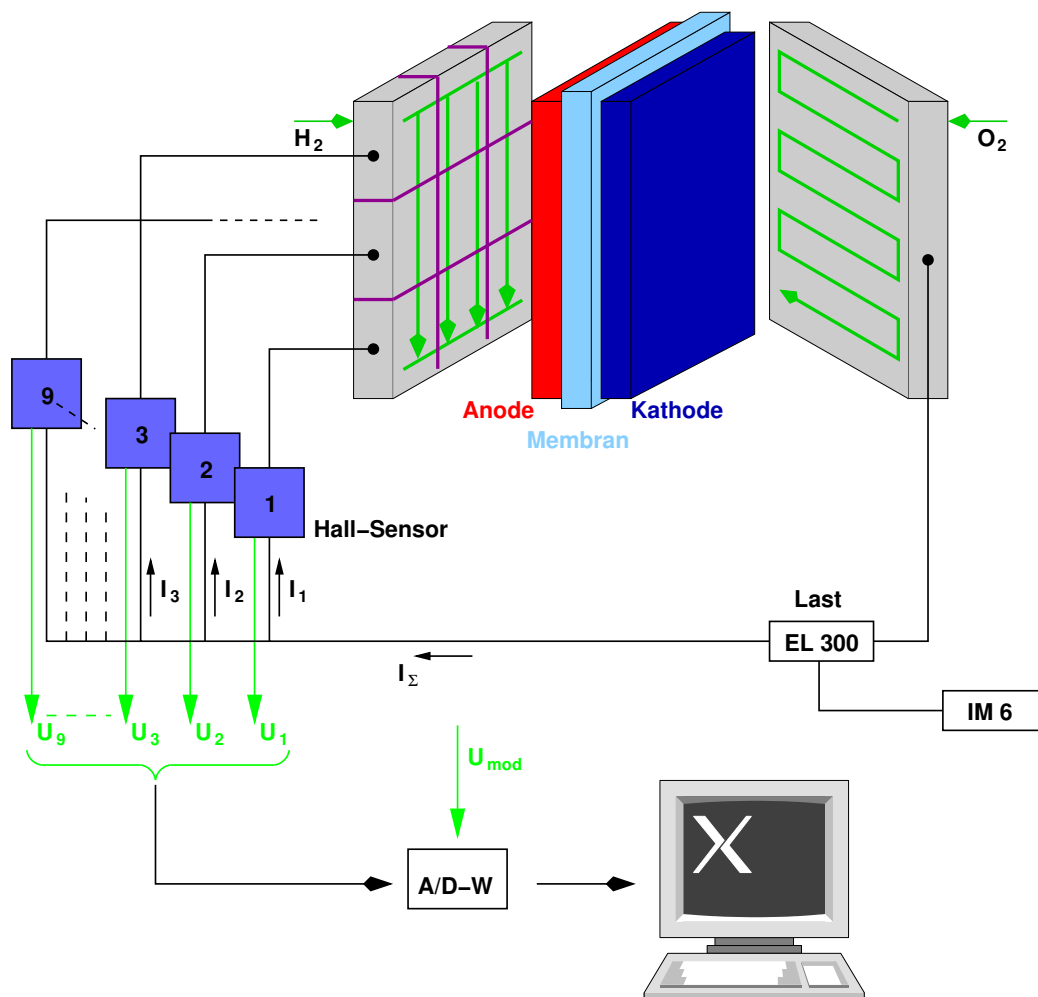 H2
O2
Anode
Kathode
Membran
9
3
2
1
Hall–Sensor
I3
I2
I1
Last
EL 300
IΣ
IM 6
U9
U3
U2
U1
Umod
A/D–W
X